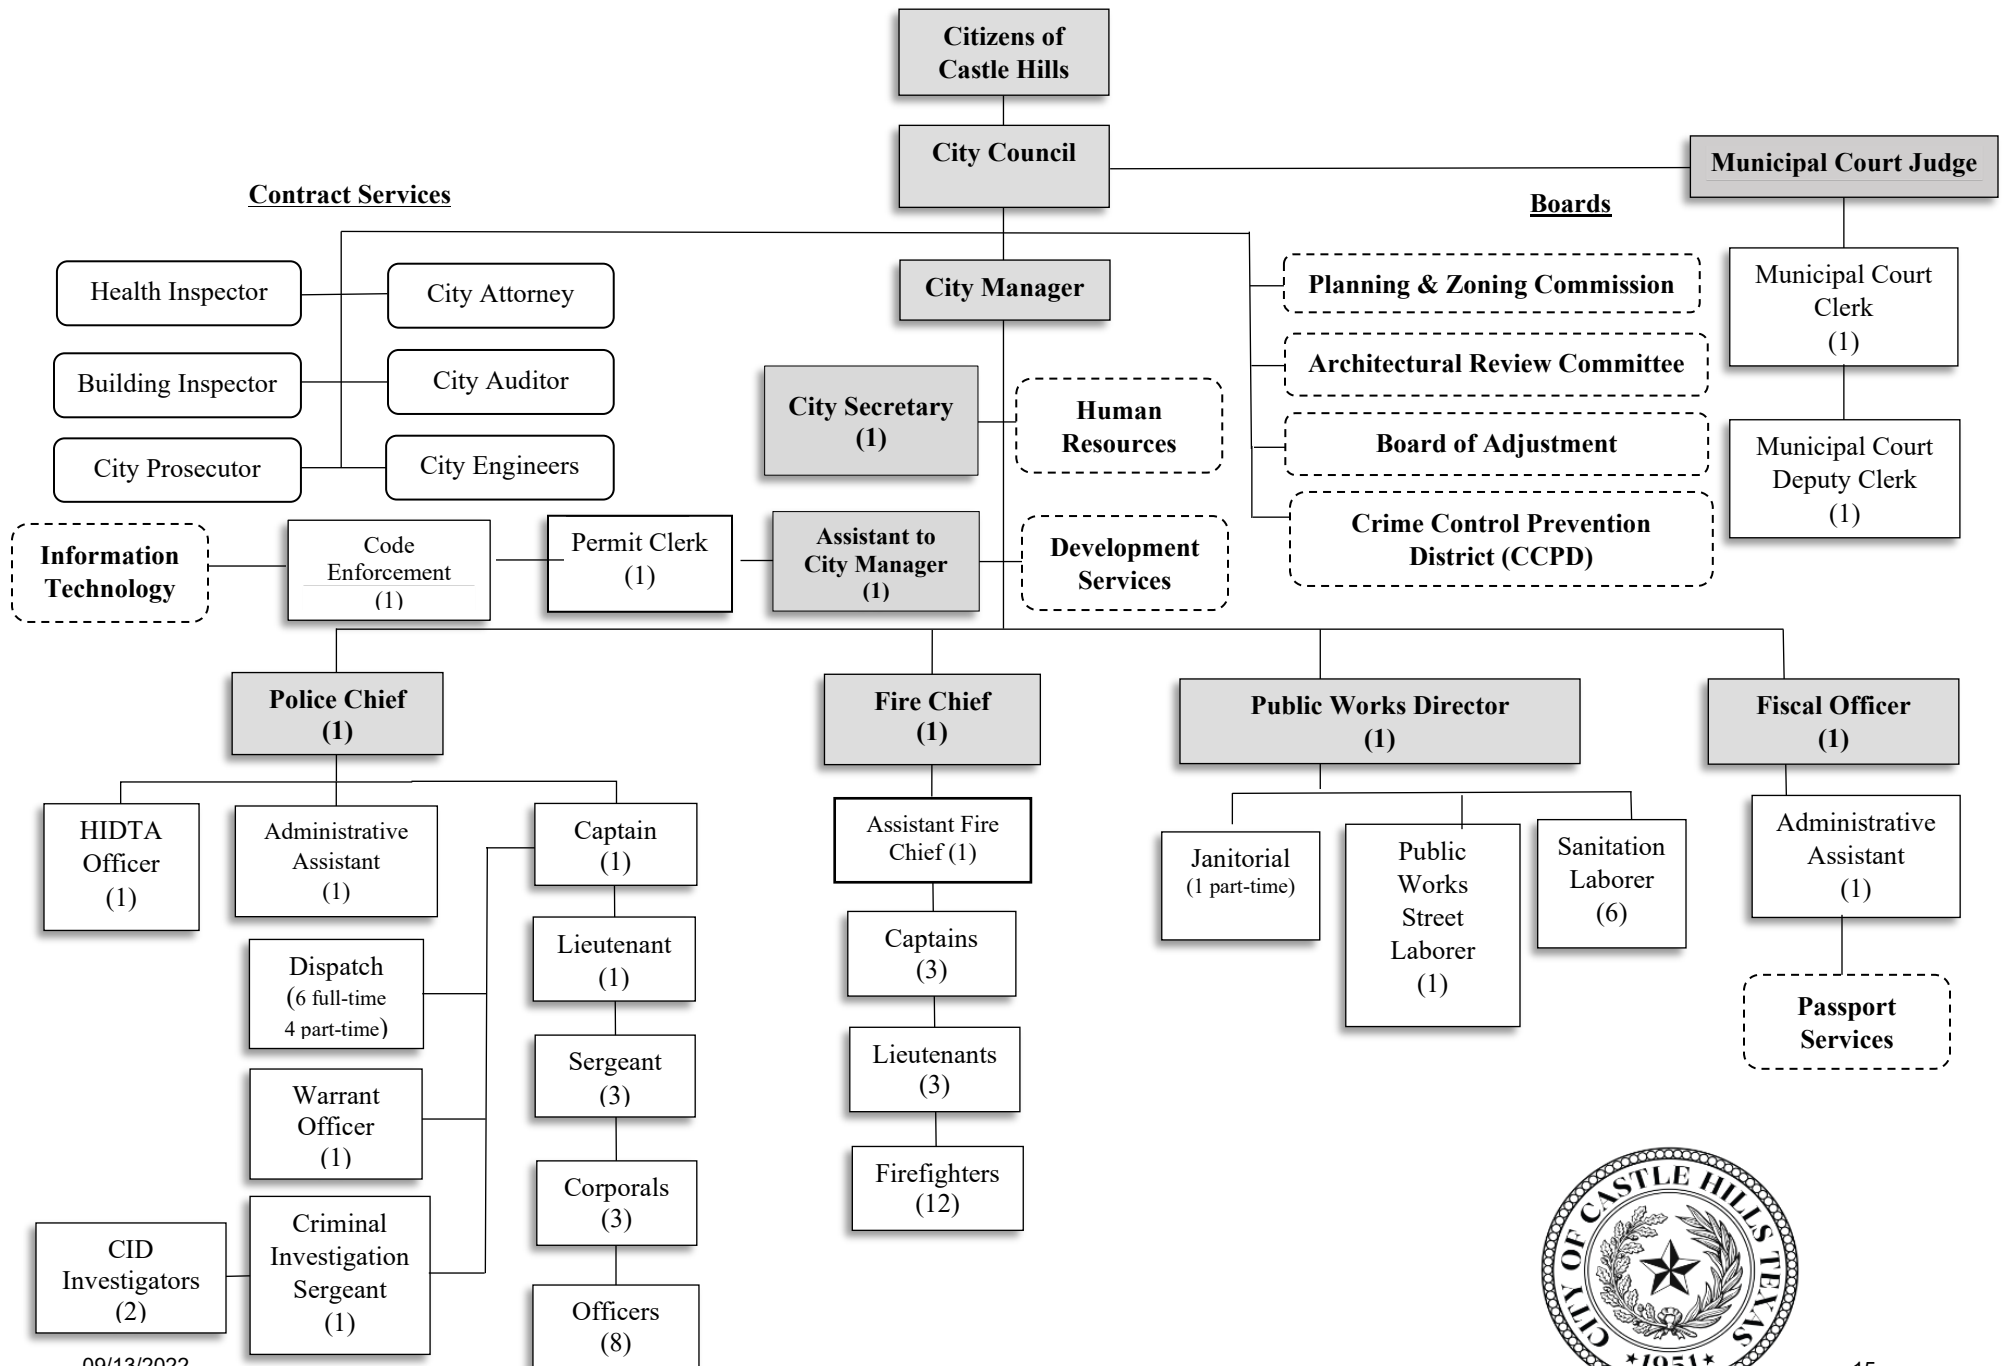 Citizens of
Castle Hills
City Council
Municipal Court Judge
Contract Services
Boards
Health Inspector
City Attorney
Building Inspector
City Auditor
City Prosecutor
City Engineers
City Manager
Planning & Zoning Commission
Architectural Review Committee
Board of Adjustment
Crime Control Prevention
District (CCPD)
Municipal Court
Clerk
(1)
Municipal Court
Deputy Clerk
(1)
City Secretary
(1)
Human
Resources
Information
Technology
Code
Enforcement
(1)
Permit Clerk
(1)
Assistant to
City Manager
(1)
Development
Services
Police Chief
(1)
Fire Chief
(1)
Public Works Director
(1)
Fiscal Officer
(1)
HIDTA
Officer
(1)
Administrative
Assistant
(1)
Captain
(1)
Dispatch
(6 full-time
4 part-time)
Lieutenant
(1)
Warrant
Officer
(1)
Sergeant
(3)
Corporals
(3)
CID
Investigators
(2)
Criminal
Investigation
Sergeant
(1)
Officers
(8)
Assistant Fire
Chief (1)
Captains
(3)
Lieutenants
(3)
Firefighters
(12)
Janitorial
(1 part-time)
Public
Works
Street
Laborer
(1)
Sanitation
Laborer
(6)
Administrative
Assistant
(1)
Passport
Services
CITY OF CASTLE HILLS TEXAS
*1951*
09/13/2022
15